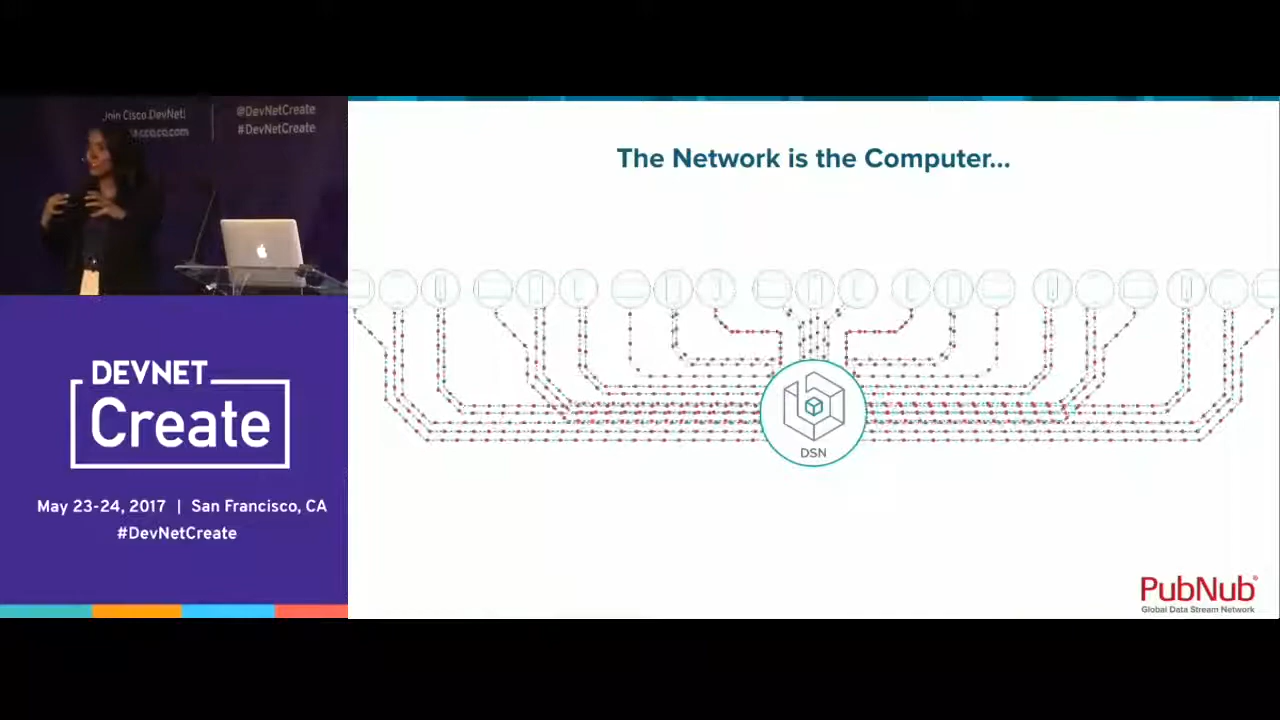 Join Cisco DevNet!
@DevNetCreate
#DevNetCreate
DEVNET
Create
May 23-24, 2017 | San Francisco, CA
#DevNetCreate
The Network is the Computer...
DSN
PubNub®
Global Data Stream Network